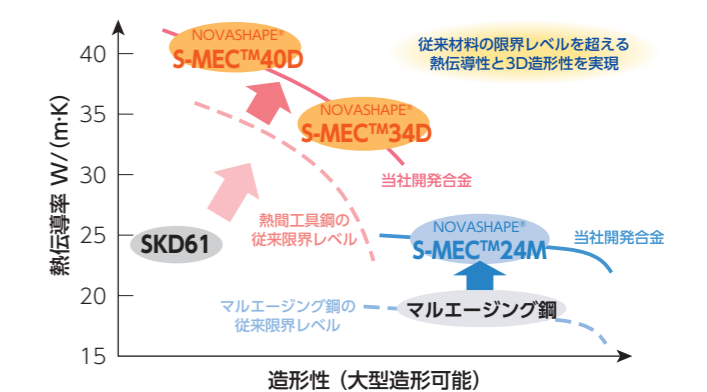 従来材料の限界レベルを超える
熱伝導性と3D造形性を実現
熱伝導率 W/(m·K)
40
35
30
25
20
15
NOVASHAPE®
S-MEC™40D
NOVASHAPE®
S-MEC™34D
当社開発合金
熱間工具鋼の
従来限界レベル
SKD61
NOVASHAPE®
S-MEC™24M
当社開発合金
マルエージング鋼の
従来限界レベル
マルエージング鋼
造形性（大型造形可能）